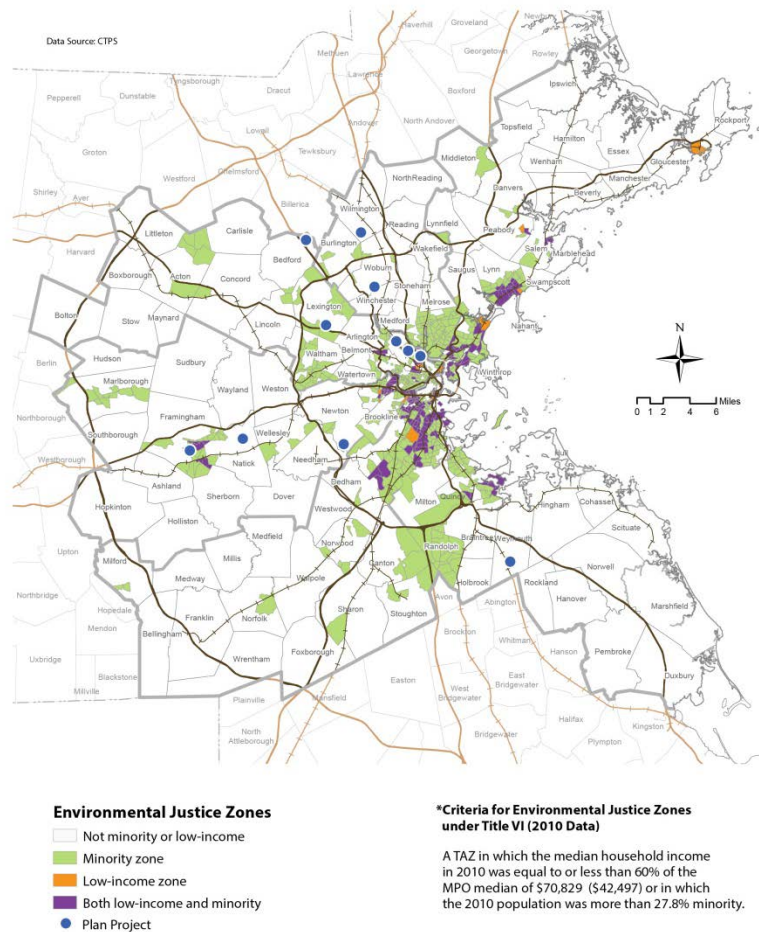 Data Source: CTPS
Haverhill
Groveland
Newbury
Methuen
Georgetown
Rowley
Tyngsborough
Dracut
Lawrence
Pepperell
Dunstable
Boxford
Ipswich
Andover
North Andover
Topsfield
Rockport
Lowell
Groton
Tewksbury
Middleton
Hamilton
Essex
Gloucester
Westford
Chelmsford
NorthReading
Wenham
Manchester
Shirley
Ayer
Billerica
Wilmington
Danvers
Beverly
Littleton
Carlisle
Reading
Lynnfield
Peabody
Harvard
Bedford
Burlington
Wakefield
Salem
Marblehead
Boxborough
Acton
Concord
Woburn
Stoneham
Saugus
Lynn
Swampscott
Bolton
Lexington
Winchester
Melrose
Stow
Maynard
Lincoln
Medford
Nahant
Arlington
N
Berlin
Hudson
Sudbury
Waltham
Belmont
Winthrop
Marlborough
Wayland
Weston
Watertown
0 1 2 4 6
Miles
Northborough
Framingham
Newton
Brookline
Southborough
Wellesley
Westborough
Natick
Needham
Hull
Ashland
Dedham
Sherborn
Dover
Milton
Quincy
Hopkinton
Westwood
Hingham
Cohasset
Holliston
Medfield
Norwood
Braintree
Weymouth
Scituate
Upton
Milford
Millis
Randolph
Medway
Walpole
Canton
Holbrook
Norwell
Northbridge
Hopedale
Rockland
Mendon
Franklin
Norfolk
Sharon
Stoughton
Avon
Abington
Hanover
Marshfield
Bellingham
Brockton
Whitman
Uxbridge
Wrentham
Foxborough
Hanson
Pembroke
Blackstone
Easton
East
Bridgewater
Millville
Plainville
Mansfield
West
Bridgewater
Duxbury
Halifax
Kingston
North
Attleborough
Bridgewater
Plympton
Environmental Justice Zones
Not minority or low-income
Minority zone
Low-income zone
Both low-income and minority
Plan Project
*Criteria for Environmental Justice Zones
under Title VI (2010 Data)
A TAZ in which the median household income
in 2010 was equal to or less than 60% of the
MPO median of $70,829 ($42,497) or in which
the 2010 population was more than 27.8% minority.